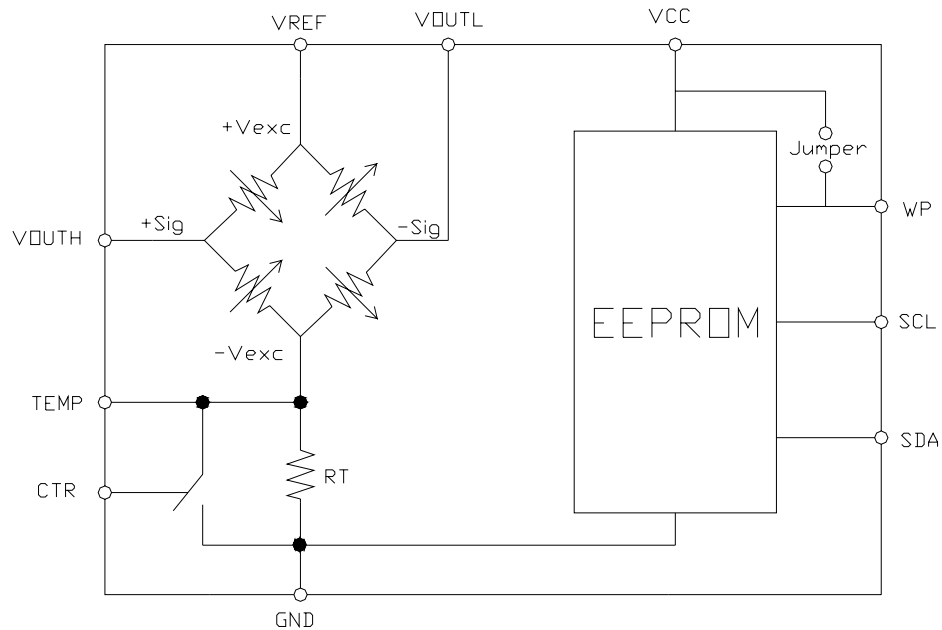 VREF
VOUTL
VCC
+Vexc
Jumper
+Sig
-Sig
WP
VOUTH
EEPROM
SCL
-Vexc
TEMP
SDA
RT
CTR
GND